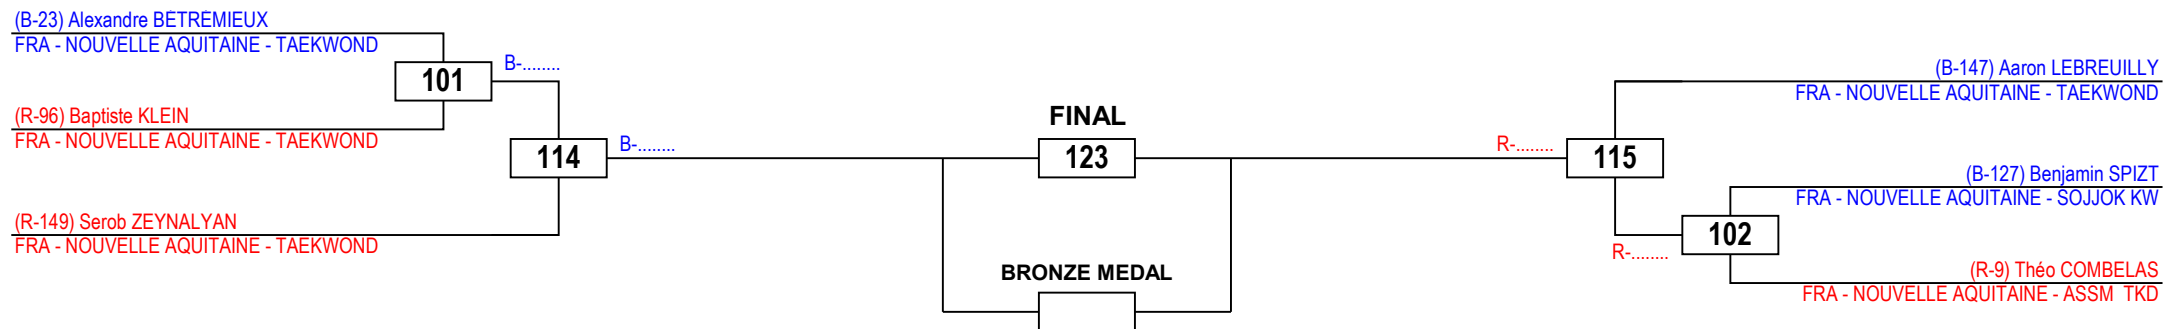 (B-23) Alexandre BÉTRÉMIEUX
FRA - NOUVELLE AQUITAINE - TAEKWOND
101
B-........
(R-96) Baptiste KLEIN
FRA - NOUVELLE AQUITAINE - TAEKWOND
114
B-........
(R-149) Serob ZEYNALYAN
FRA - NOUVELLE AQUITAINE - TAEKWOND
FINAL
123
BRONZE MEDAL
R-........
115
(B-147) Aaron LEBREUILLY
FRA - NOUVELLE AQUITAINE - TAEKWOND
(B-127) Benjamin SPIZT
FRA - NOUVELLE AQUITAINE - SOJJOK KW
102
R-........
(R-9) Théo COMBELAS
FRA - NOUVELLE AQUITAINE - ASSM TKD